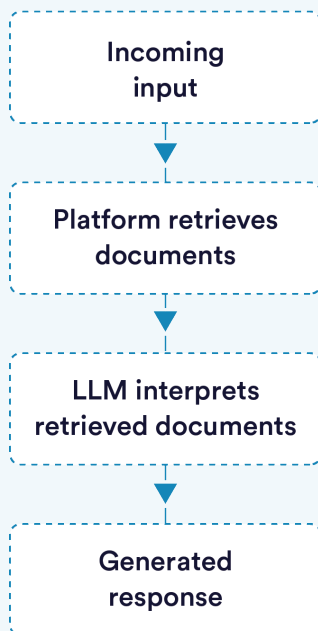 Incoming
input
Platform retrieves
documents
LLM interprets
retrieved documents
Generated
response